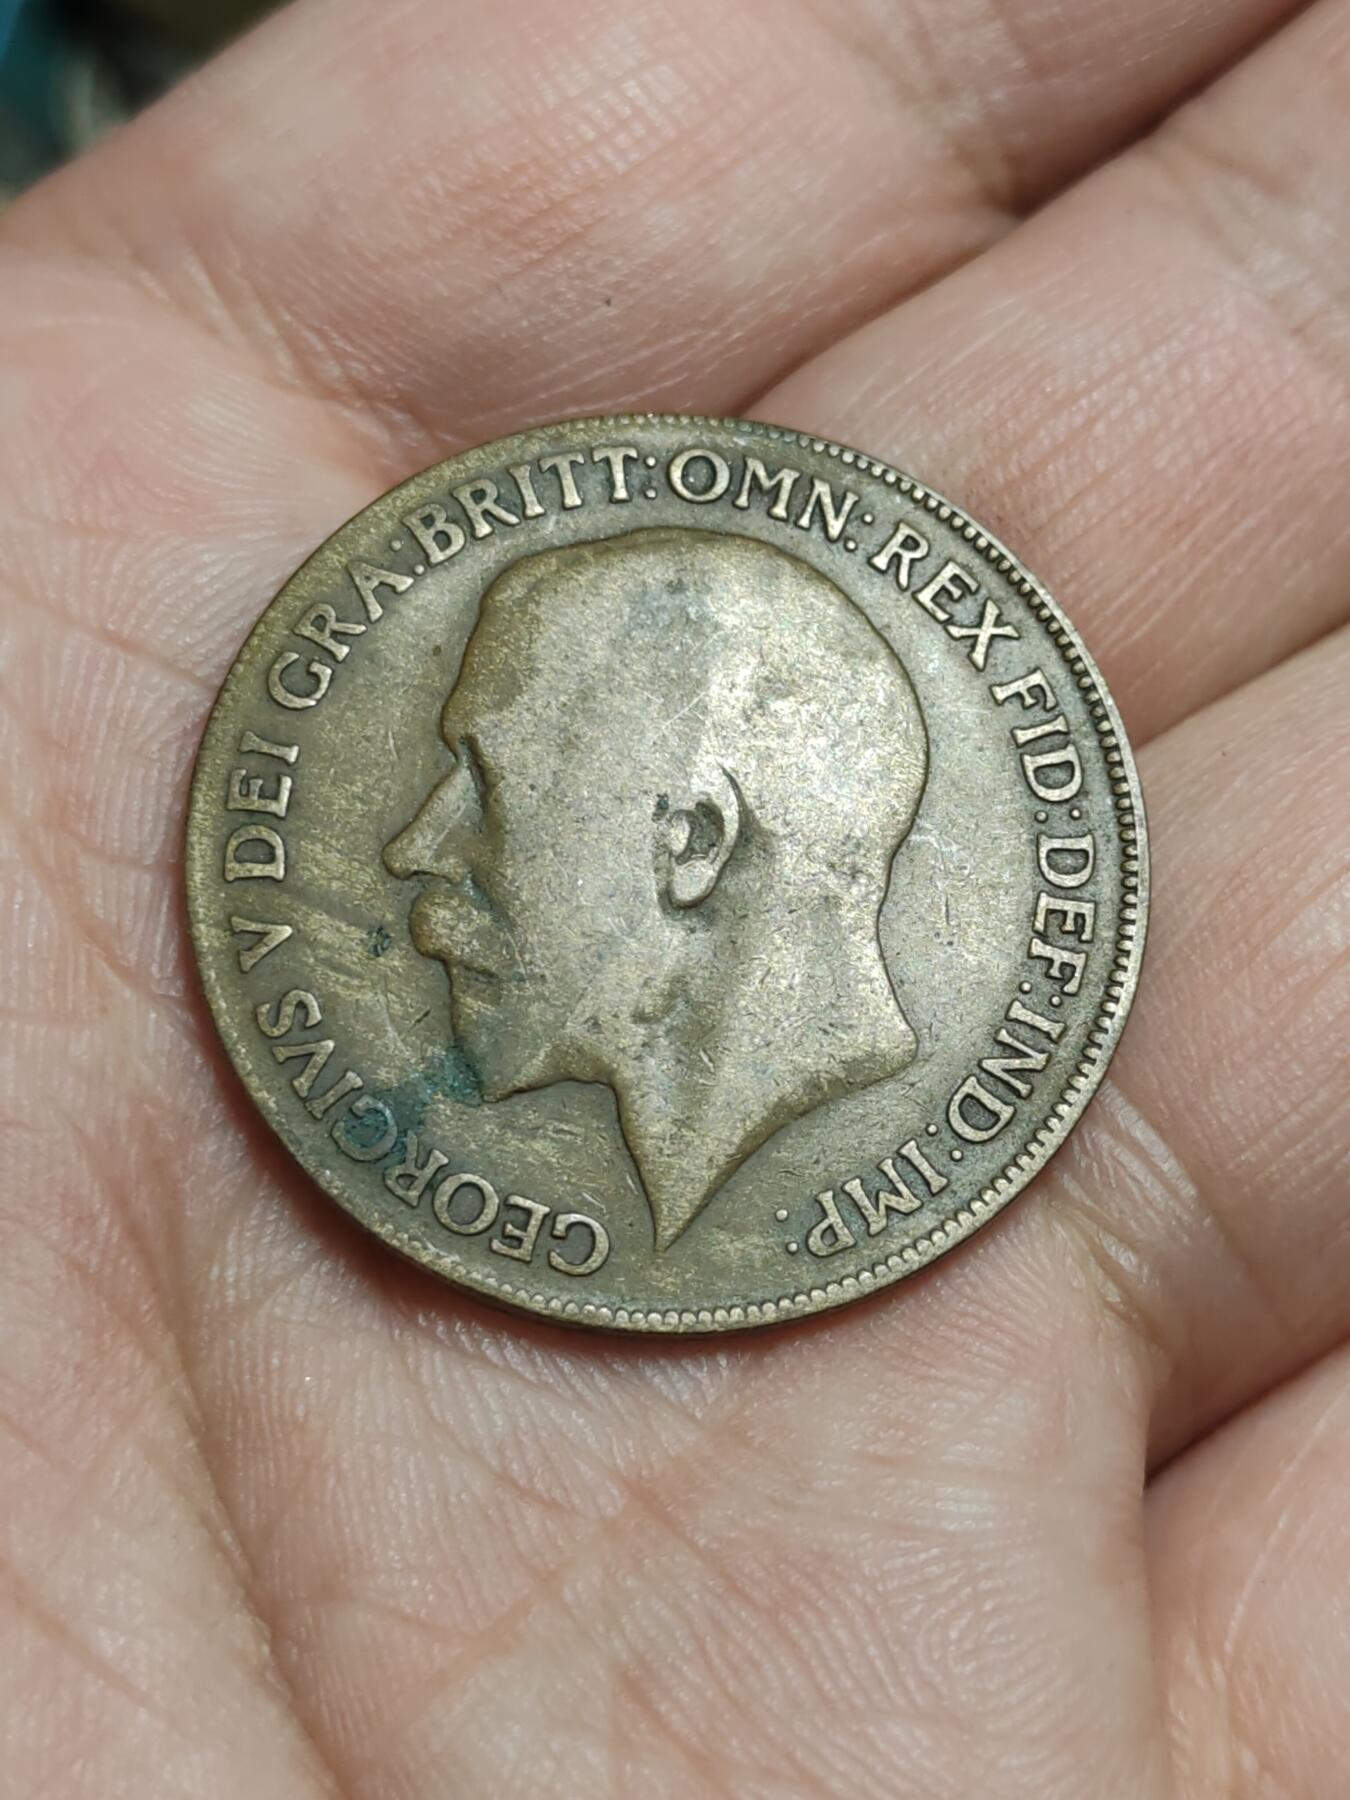 GEORGIVS V DEI GRA:BRITT:OMN:REX FID:DEF:IND:IMP: